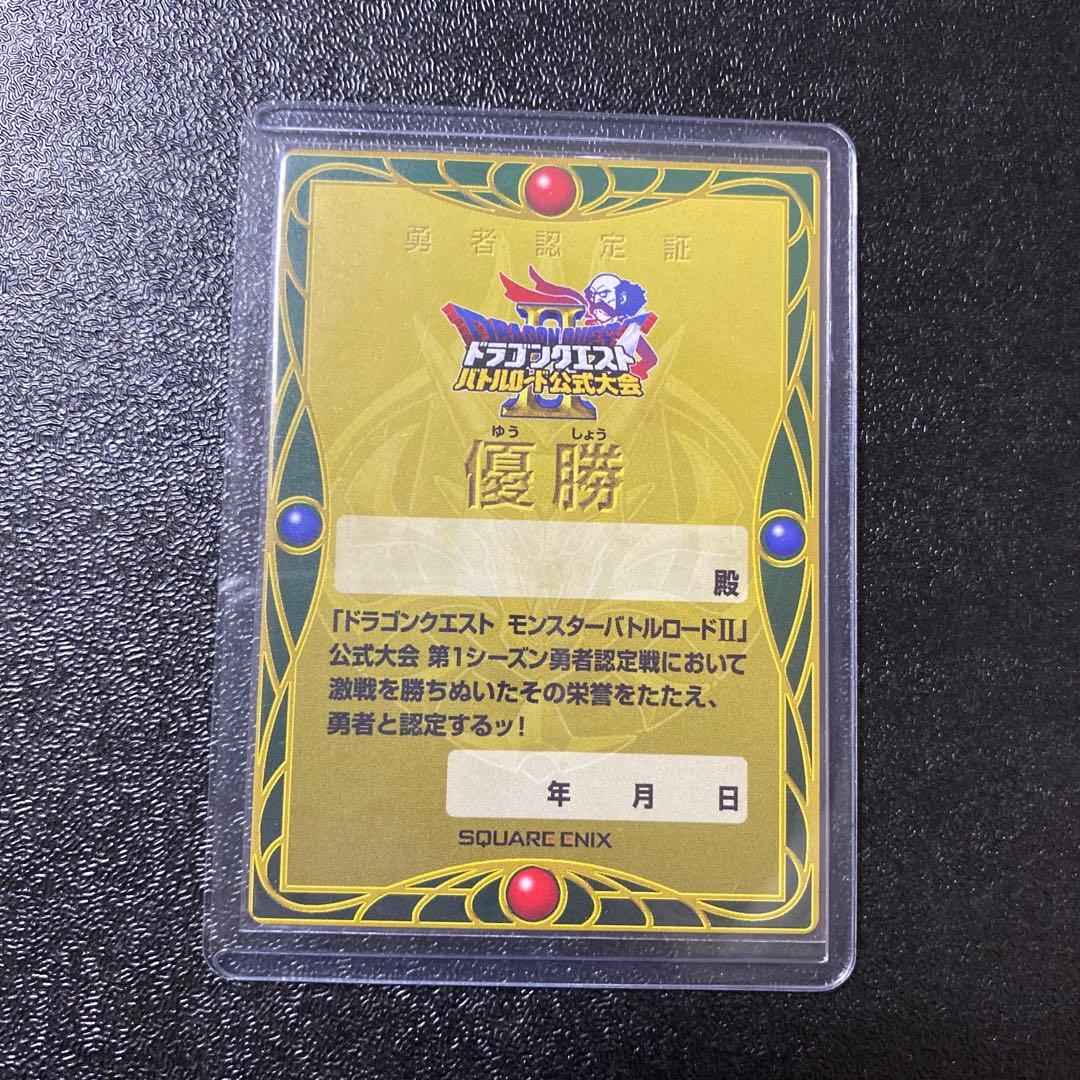 勇者認定証
DRAGON QUEST
ドラゴンクエスト
バトルロード公式大会
II
ゆう しょう
優勝
殿
「ドラゴンクエスト モンスターバトルロードⅡ」
公式大会 第1シーズン勇者認定戦において
激戦を勝ちぬいたその栄誉をたたえ、
勇者と認定するッ!
年 月 日
SQUARE ENIX